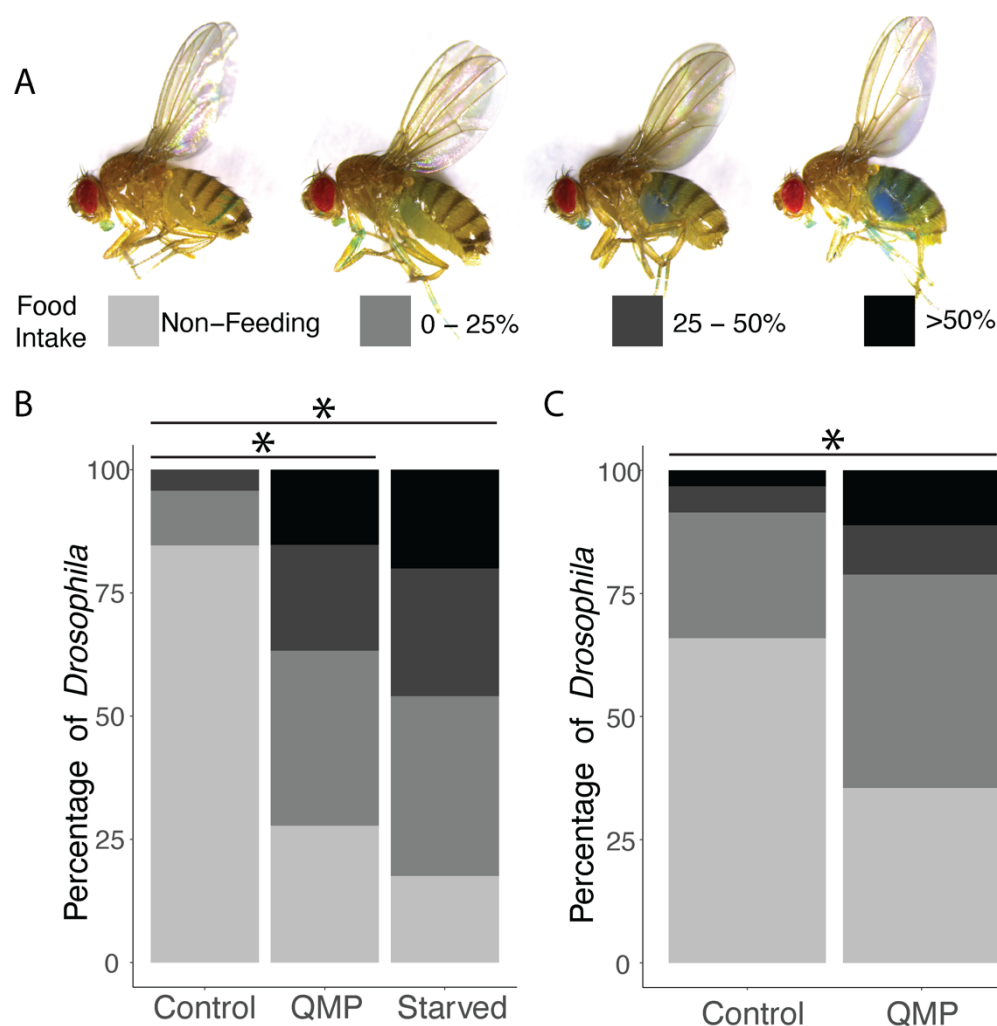 A
Food
Intake
Non–Feeding
0 – 25%
25 – 50%
>50%
B
*
*
Percentage of Drosophila
100
75
50
25
0
Control
QMP
Starved
C
*
Percentage of Drosophila
100
75
50
25
0
Control
QMP